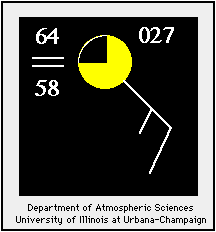 64 027
58
Department of Atmospheric Sciences
University of Illinois at Urbana-Champaign